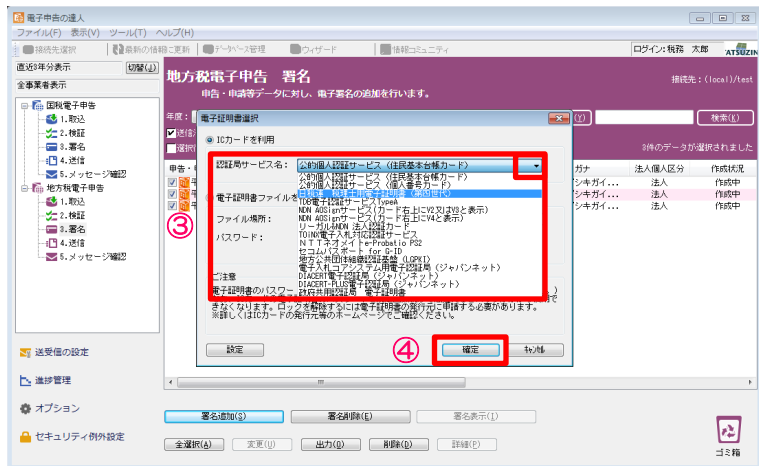 電子申告の達人
ファイル(F) 表示(V) ツール(T) ヘルプ(H)
接続先選択 最新の情報に更新 データベース管理 ウィザード 情報コミュニティ ログイン:税務 太郎
直近3年分表示 切替(J)
全事業者表示
国税電子申告
1.取込
2.検証
3.署名
4.送信
5.メッセージ確認
地方税電子申告
1.取込
2.検証
3.署名
4.送信
5.メッセージ確認
送受信の設定
進捗管理
オプション
セキュリティ例外設定
地方税電子申告 署名
接続先:(local)/test
申告・申請等データに対し、電子署名の追加を行います。
年度:
(Y)
検索(K)
3件のデータが選択されました
ガナ 法人個人区分 作成状況
シキガイ... 法人 作成中
シキガイ... 法人 作成中
シキガイ... 法人 作成中
電子証明書選択
ICカードを利用
認証局サービス名: 公的個人認証サービス (住民基本台帳カード)
公的個人認証サービス (住民基本台帳カード)
公的個人認証サービス (個人番号カード)
TDB電子認証サービスTypeA
NDN AOSignサービス(カード右上にV2又はV3と表示)
NDN AOSignサービス(カード右上にV4と表示)
リーガル&NDN 法人認証カード
TOiNX電子入札対応認証サービス
NTTネオメイトe-Probatio PS2
セコムパスポート for G-ID
地方公共団体組織認証基盤 (LGPKI)
電子入札コアシステム用電子認証局 (ジャパンネット)
DIACERT電子認証局 (ジャパンネット)
DIACERT-PLUS電子認証局 (ジャパンネット)
政府共用認証局 電子証明書
電子証明書ファイルを
ファイル場所:
パスワード:
ご注意
電子証明書のパスワー
きなくなります。ロックを解除するには電子証明書の発行元に申請する必要があります。
※詳しくはICカードの発行元等のホームページでご確認ください。
③
④
設定 確定 キャンセル
署名追加(S) 署名削除(E) 署名表示(I)
全選択(A) 変更(U) 出力(O) 削除(D) 詳細(P)
ゴミ箱